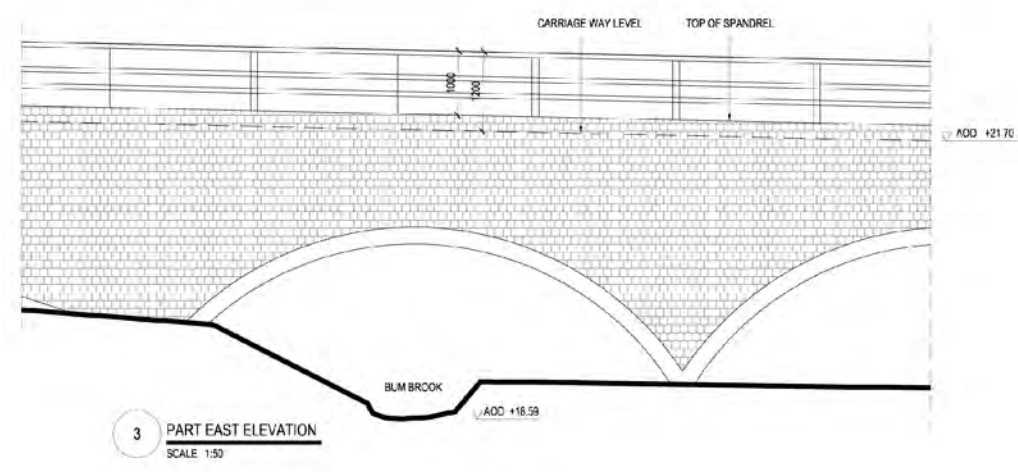 CARRIAGE WAY LEVEL
TOP OF SPANDREL
1000
1200
AOD +21.70
BUM BROOK
AOD +18.59
3
PART EAST ELEVATION
SCALE 1:50